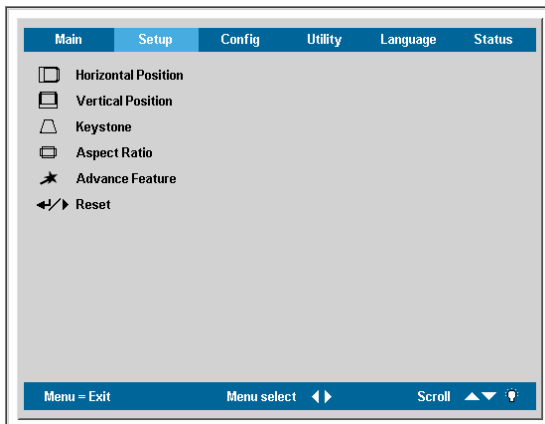 Main Setup Config Utility Language Status
Horizontal Position
Vertical Position
Keystone
Aspect Ratio
Advance Feature
Reset
Menu = Exit Menu select Scroll